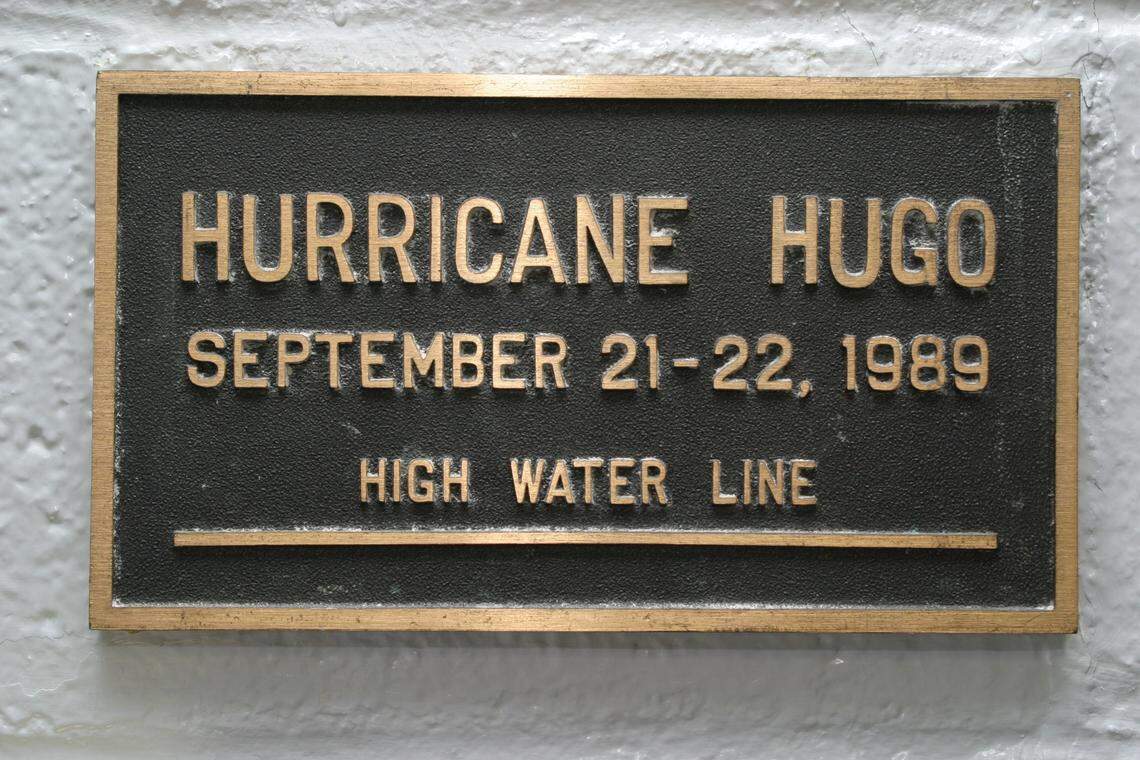 HURRICANE HUGO
SEPTEMBER 21-22, 1989
HIGH WATER LINE